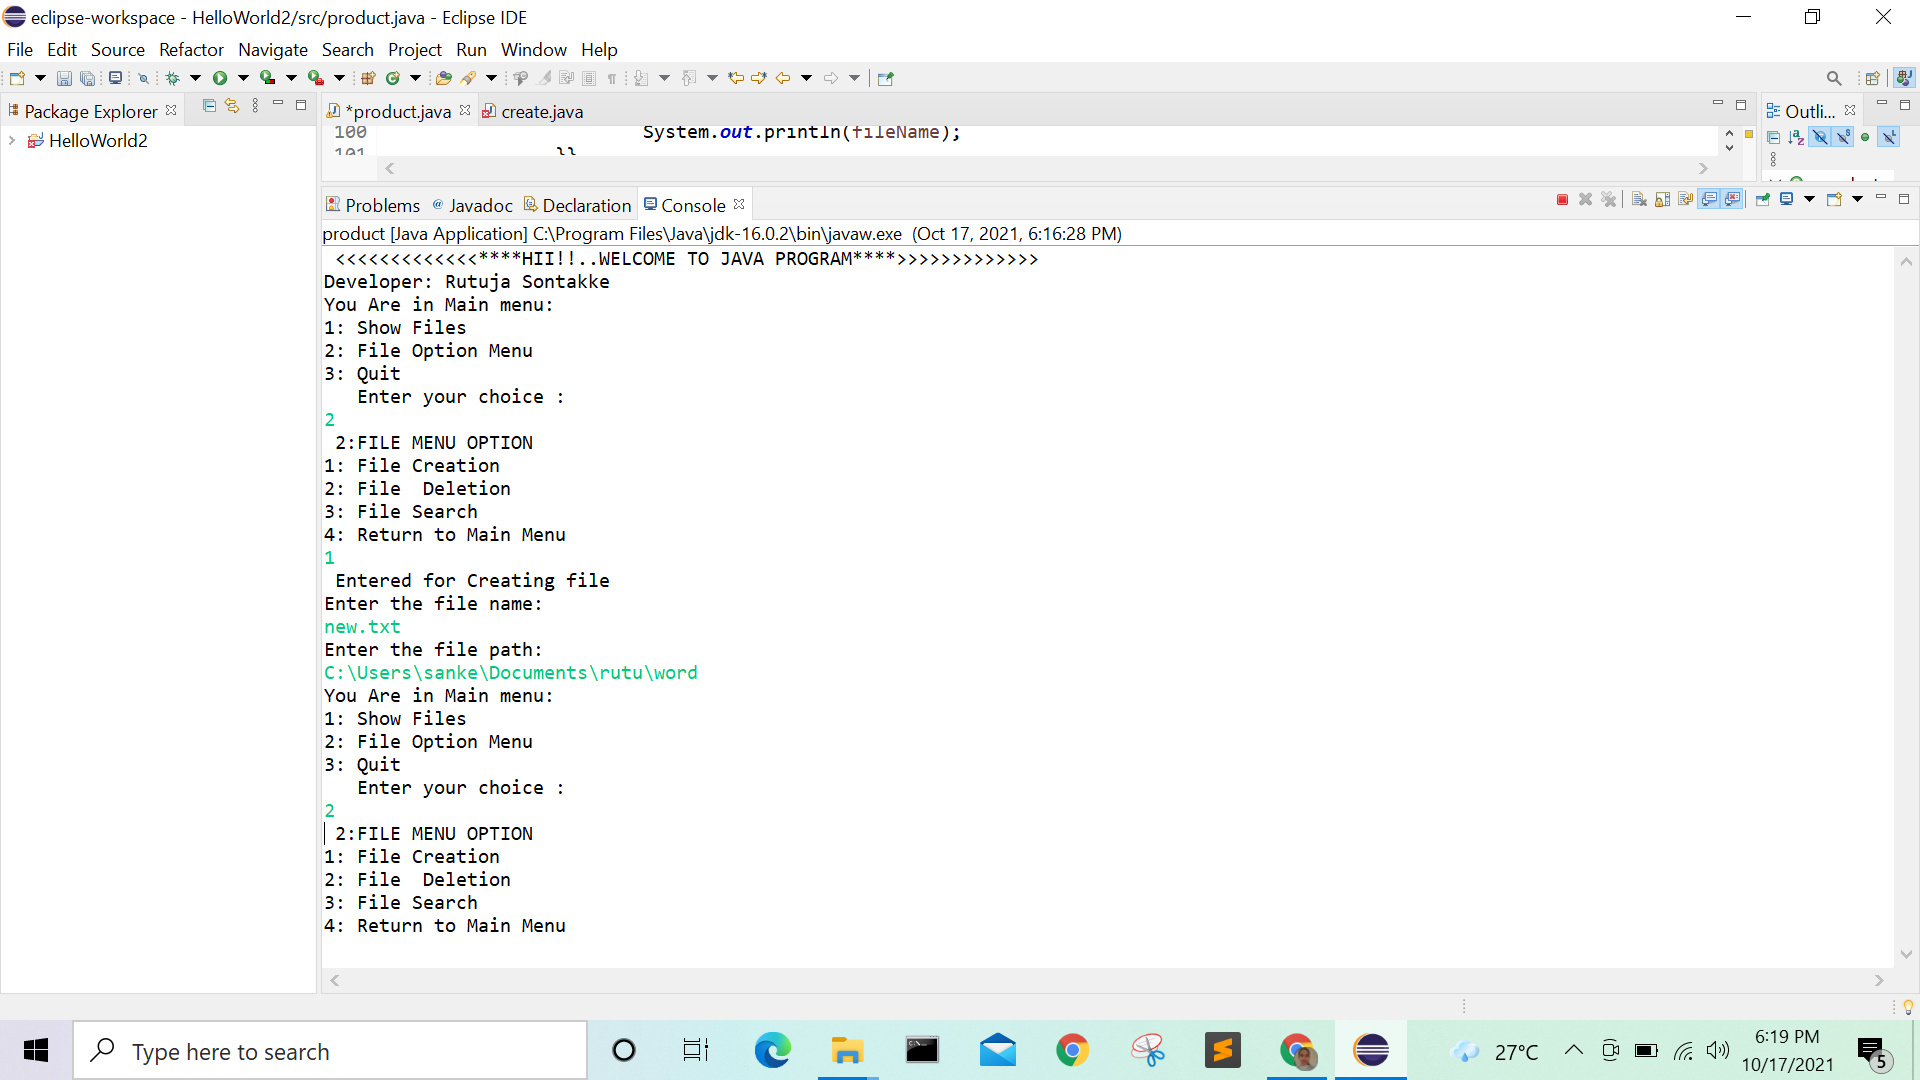 eclipse-workspace - HelloWorld2/src/product.java - Eclipse IDE
File Edit Source Refactor Navigate Search Project Run Window Help
Package Explorer
HelloWorld2
*product.java
create.java
100 System.out.println(fileName);
101 }}
Outli...
Problems Javadoc Declaration Console
product [Java Application] C:\Program Files\Java\jdk-16.0.2\bin\javaw.exe (Oct 17, 2021, 6:16:28 PM)
<<<<<<<<<<<<<****HII!!..WELCOME TO JAVA PROGRAM****>>>>>>>>>>>>>
Developer: Rutuja Sontakke
You Are in Main menu:
1: Show Files
2: File Option Menu
3: Quit
Enter your choice :
2
2:FILE MENU OPTION
1: File Creation
2: File  Deletion
3: File Search
4: Return to Main Menu
1
Entered for Creating file
Enter the file name:
new.txt
Enter the file path:
C:\Users\sanke\Documents\rutu\word
You Are in Main menu:
1: Show Files
2: File Option Menu
3: Quit
Enter your choice :
2
2:FILE MENU OPTION
1: File Creation
2: File  Deletion
3: File Search
4: Return to Main Menu
Type here to search
27°C
6:19 PM
10/17/2021
5